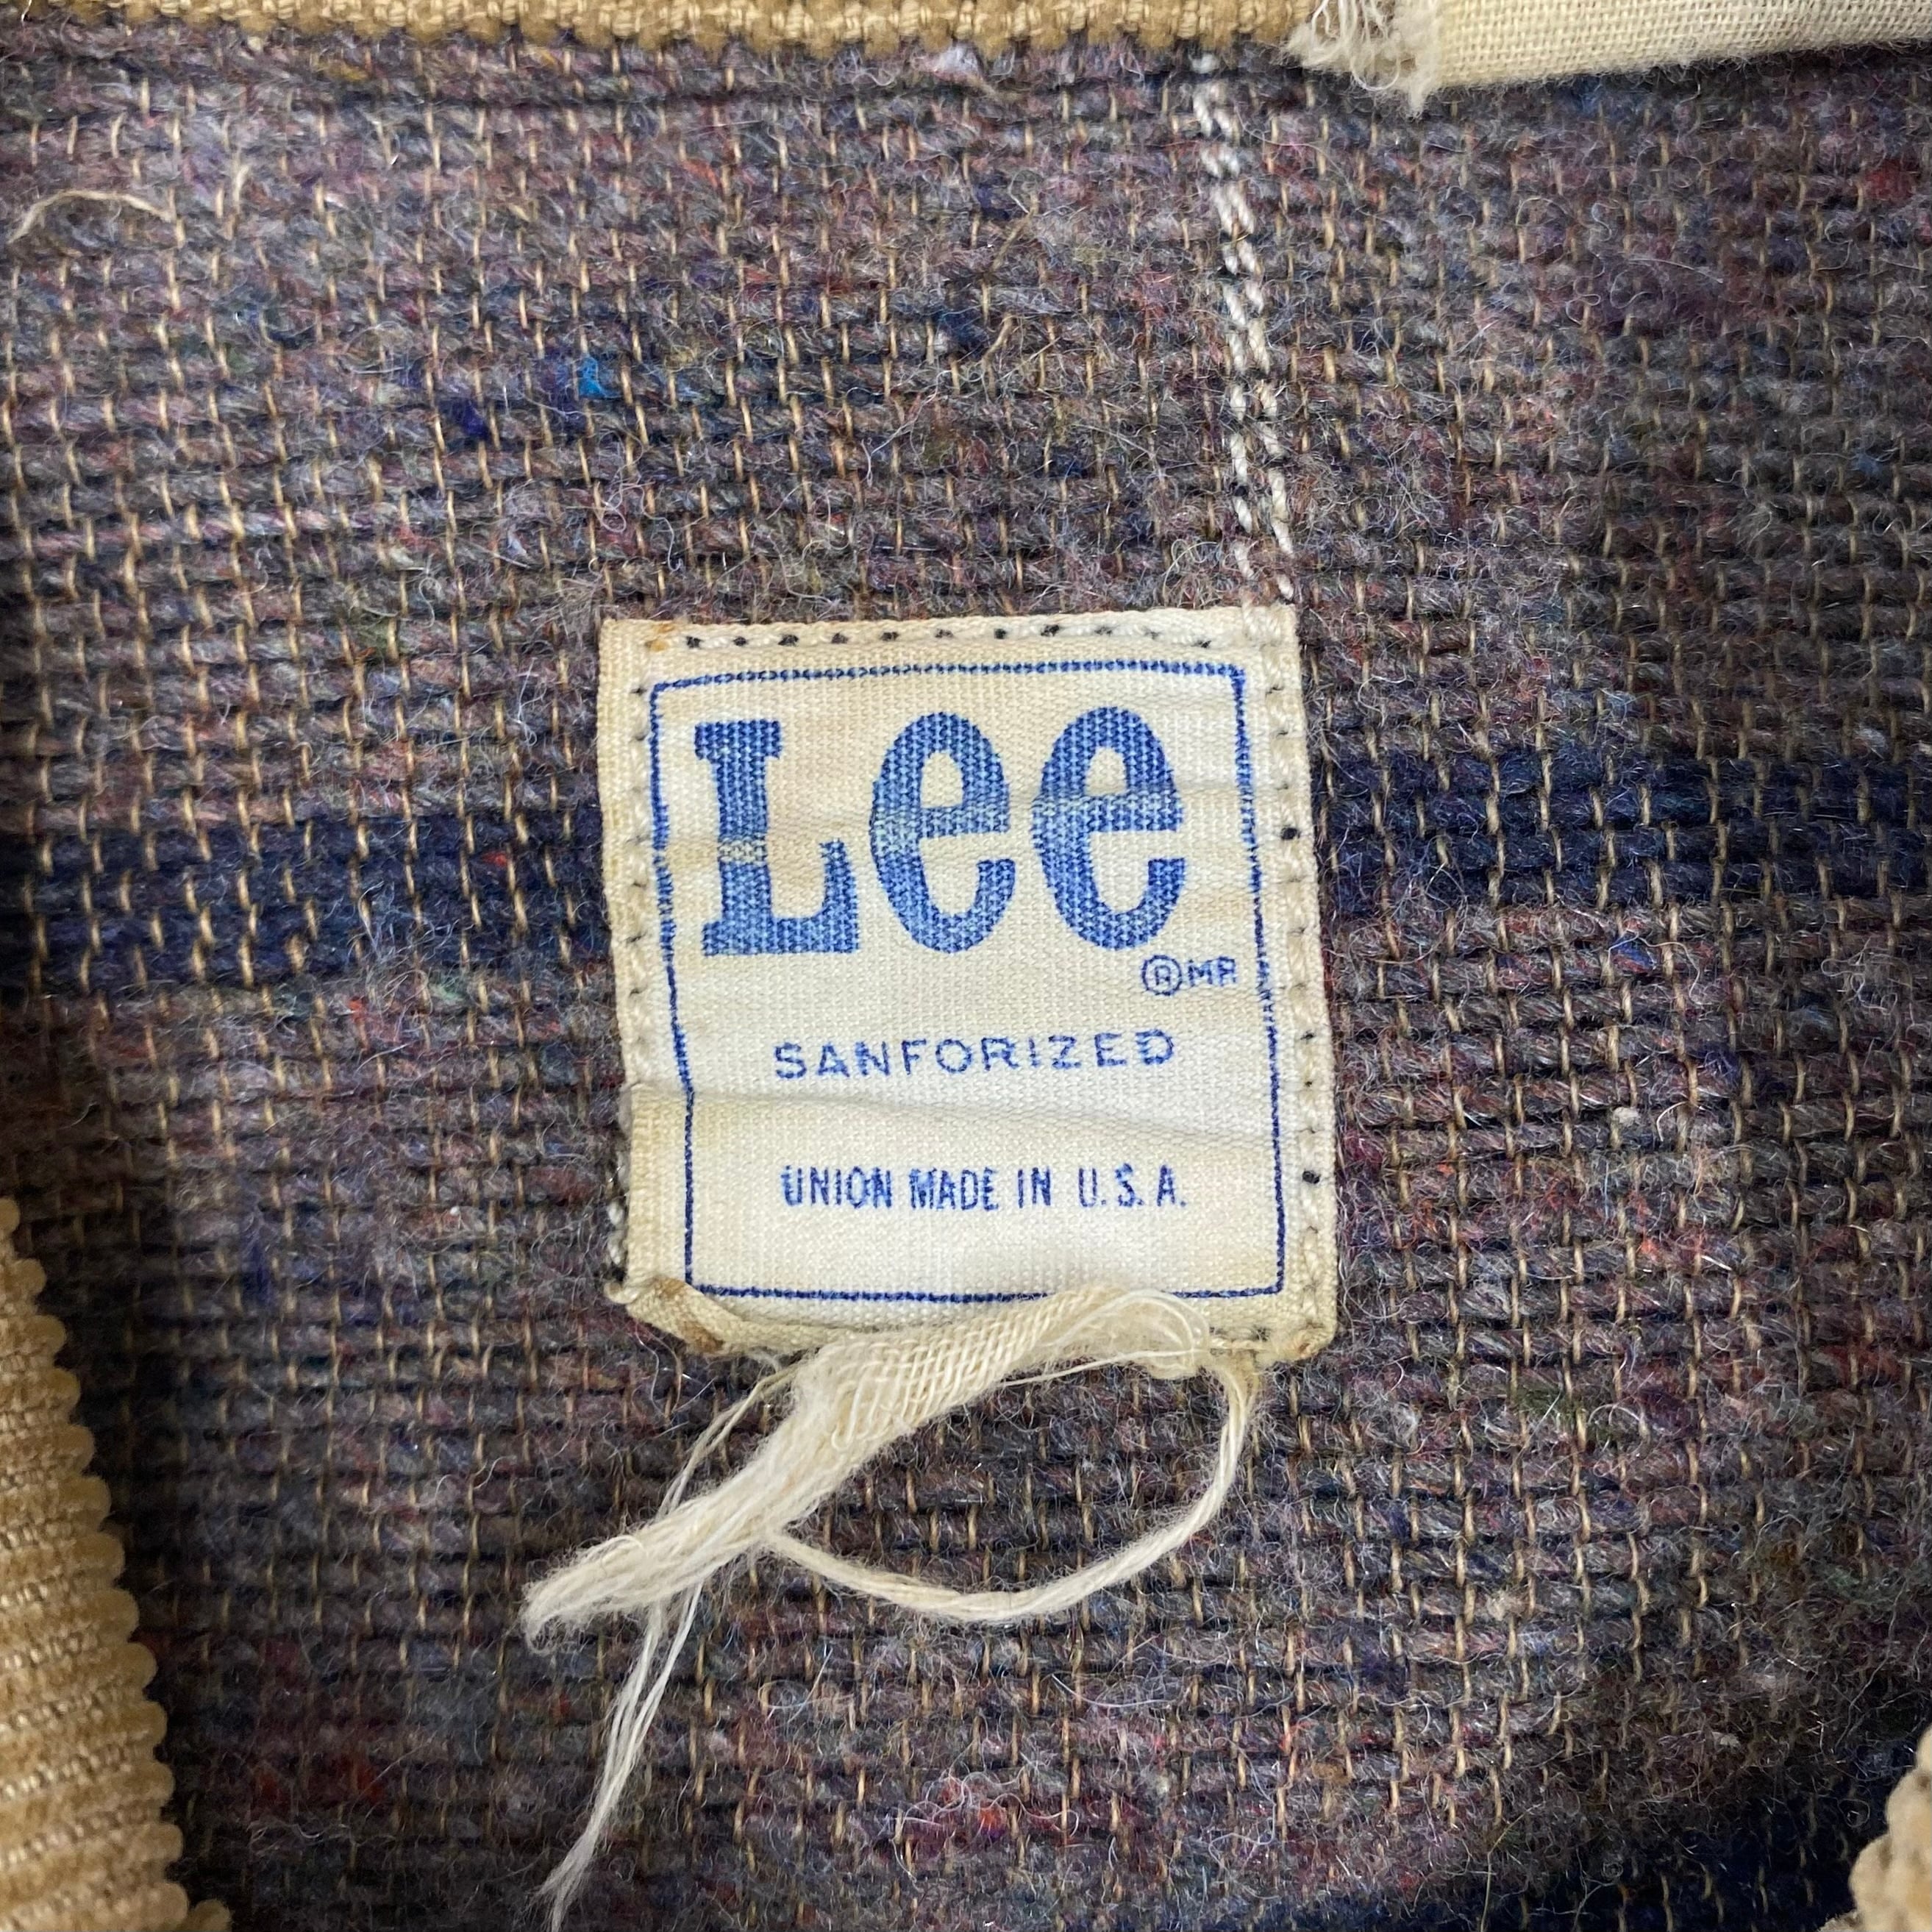 Lee
®MR
SANFORIZED
UNION MADE IN U.S.A.